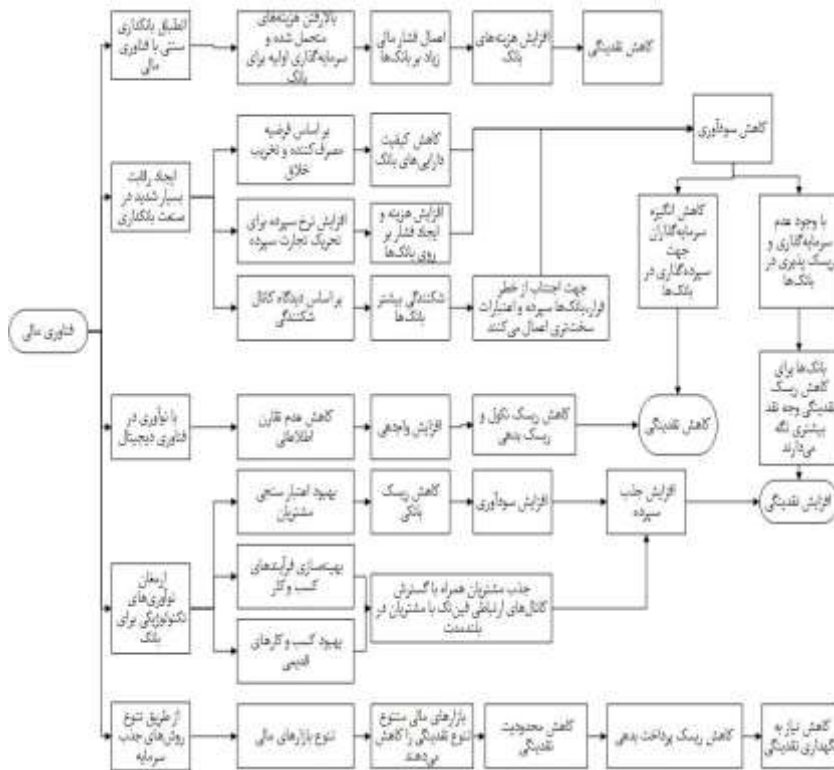 انطباق بانکداری
سنتی با فناوری
مالی
بالارفتن هزینه‌های
متحمل شده و
سرمایه‌گذاری اولیه برای
بانک
اعمال فشار مالی
زیاد بر بانک‌ها
افزایش هزینه‌های
بانک
کاهش نقدینگی
ایجاد رقابت
بسیار شدید در
صنعت بانکداری
بر اساس فرضیه
مصرف‌کننده و تخریب
خلاق
کاهش کیفیت
دارایی‌های بانک
کاهش سودآوری
افزایش نرخ سپرده برای
تحریک تجارت سپرده
افزایش هزینه و
ایجاد فشار بر
روی بانک‌ها
بر اساس دیدگاه کانال
شکنندگی
شکنندگی بیشتر
بانک‌ها
جهت اجتناب از خطر
فرار،بانک‌ها سپرده و اعتبارات
سخت‌تری اعمال می‌کنند
کاهش انگیزه
سرمایه‌گذاران
جهت
سپرده‌گذاری در
بانک‌ها
با وجود عدم
سرمایه‌گذاری و
ریسک پذیری در
بانک‌ها
بانک‌ها برای
کاهش ریسک
نقدینگی وجه نقد
بیشتری نگه
می‌دارند
فناوری مالی
با نوآوری در
فناوری دیجیتال
کاهش عدم تقارن
اطلاعاتی
افزایش وام‌دهی
کاهش ریسک نکول و
ریسک بدهی
کاهش نقدینگی
ارمغان
نوآوری‌های
تکنولوژیکی برای
بانک
بهبود اعتبار سنجی
مشتریان
کاهش ریسک
بانکی
افزایش سودآوری
افزایش جذب
سپرده
افزایش نقدینگی
بهینه‌سازی فرآیندهای
کسب و کار
بهبود کسب و کارهای
قدیمی
جذب مشتریان همراه با گسترش
کانال‌های ارتباطی فین‌تک با مشتریان در
بلندمدت
از طریق تنوع
روش‌های جذب
سرمایه
تنوع بازارهای مالی
بازارهای مالی متنوع
تنوع نقدینگی را کاهش
می‌دهند
کاهش محدودیت
نقدینگی
کاهش ریسک پرداخت بدهی
کاهش نیاز به
نگهداری نقدینگی